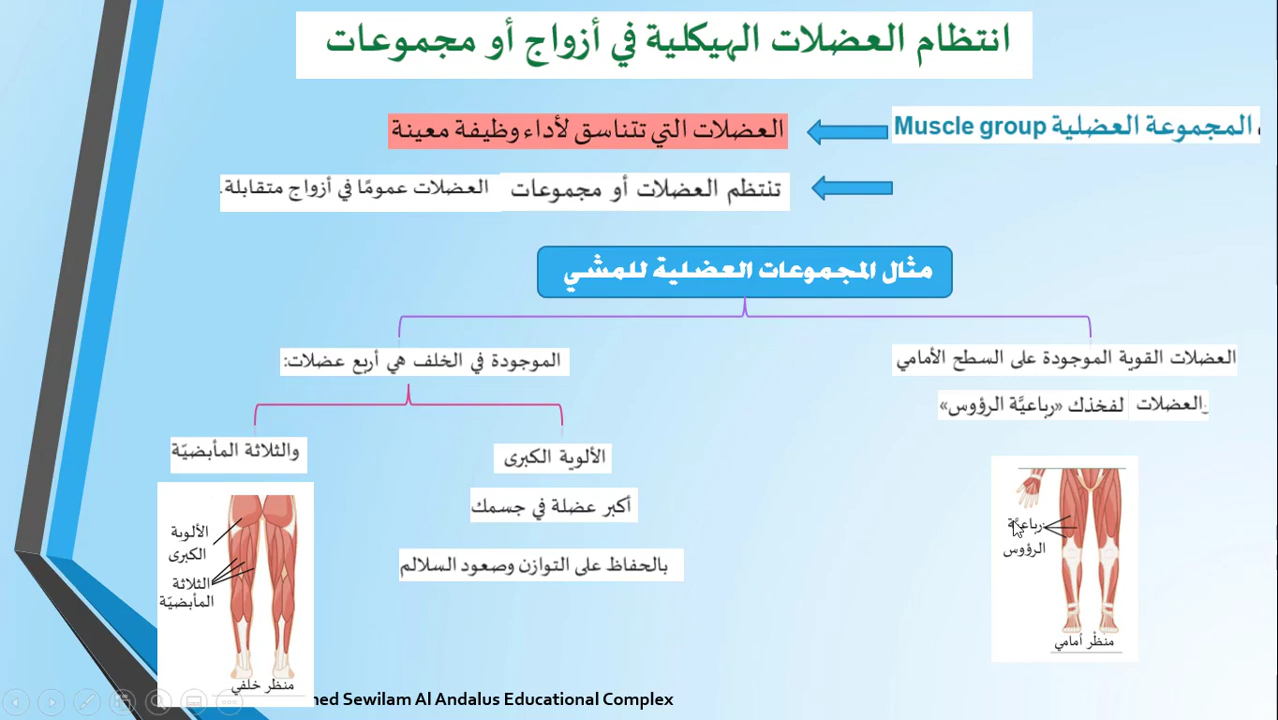 انتظام العضلات الهيكلية في أزواج أو مجموعات
المجموعة العضلية Muscle group
العضلات التي تتناسق لأداء وظيفة معينة
تنتظم العضلات أو مجموعات العضلات عمومًا في أزواج متقابلة.
مثال المجموعات العضلية للمشي
العضلات القوية الموجودة على السطح الأمامي
العضلات لفخذك «رباعيَّة الرؤوس»
رباعيَّة
الرؤوس
منظر أمامي
الموجودة في الخلف هي أربع عضلات:
الألوية الكبرى
أكبر عضلة في جسمك
بالحفاظ على التوازن وصعود السلالم
والثلاثة المأبضيّة
الألوية
الكبرى
الثلاثة
المأبضيّة
منظر خلفي
ned Sewilam Al Andalus Educational Complex